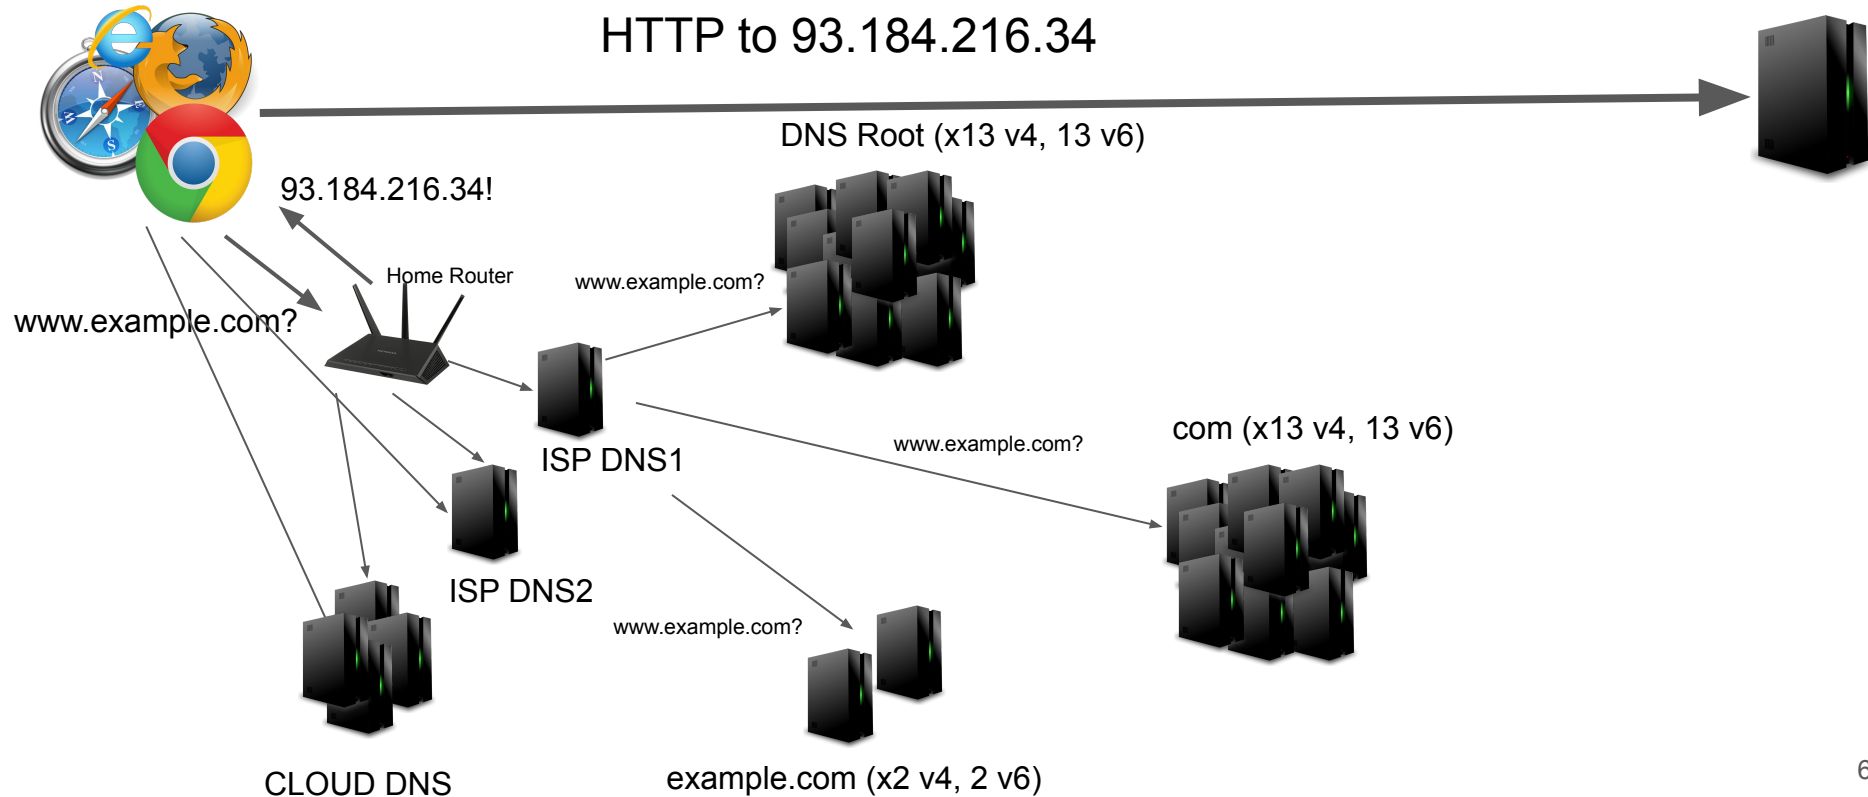 HTTP to 93.184.216.34
DNS Root (x13 v4, 13 v6)
93.184.216.34!
Home Router
www.example.com?
www.example.com?
com (x13 v4, 13 v6)
www.example.com?
ISP DNS1
ISP DNS2
www.example.com?
CLOUD DNS
example.com (x2 v4, 2 v6)
6